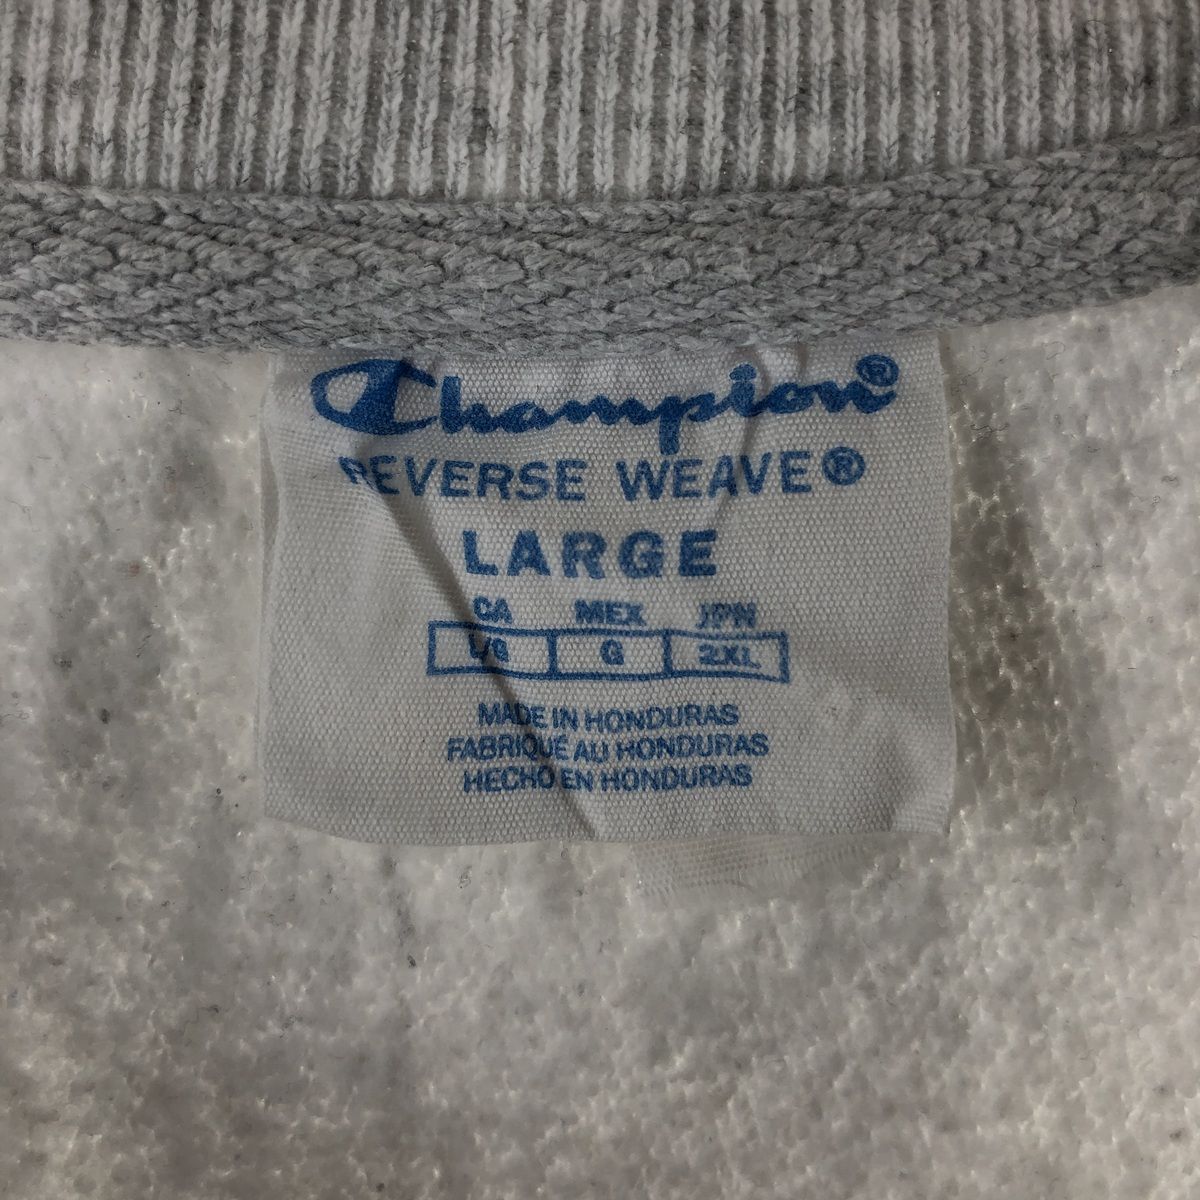 Champion®
REVERSE WEAVE®
LARGE
CA MEX JPN
L/G G 2XL
MADE IN HONDURAS
FABRIQUÉ AU HONDURAS
HECHO EN HONDURAS